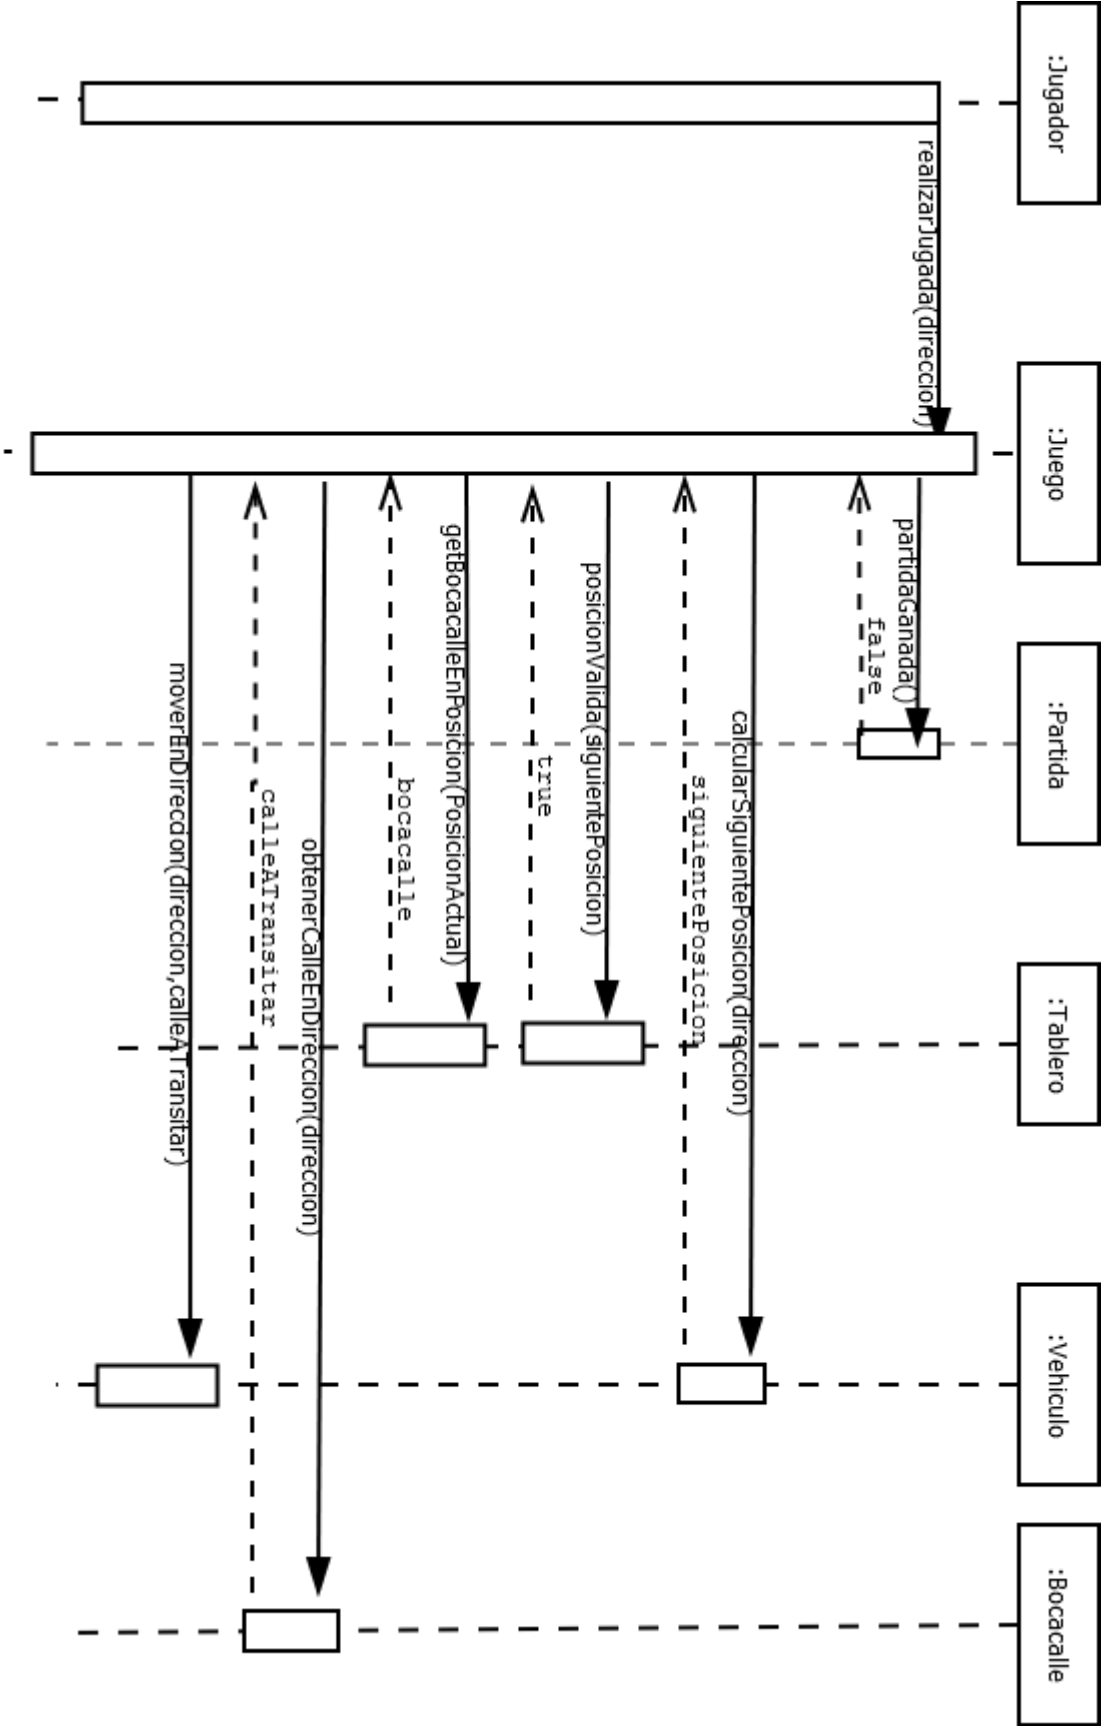 :Jugador
:Juego
:Partida
:Tablero
:Vehiculo
:Bocacalle
realizarJugada(direccion)
partidaGanada()
false
calcularSiguientePosicion(direccion)
siguientePosicion
posicionValida(siguientePosicion)
true
getBocacalleEnPosicion(PosicionActual)
bocacalle
obtenerCalleEnDireccion(direccion)
calleATransitar
moverEnDireccion(direccion,calleATransitar)